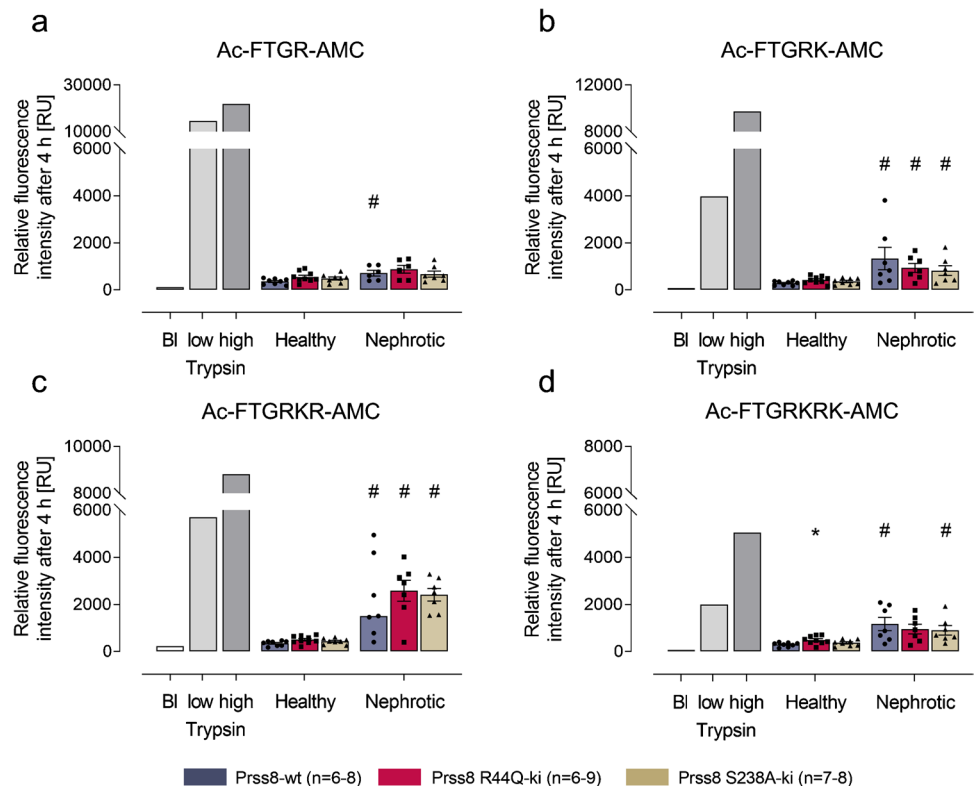 a
Ac-FTGR-AMC
Relative fluorescence
intensity after 4 h [RU]
30000
10000
6000
4000
2000
0
#
Bl low high Healthy Nephrotic
Trypsin
b
Ac-FTGRK-AMC
Relative fluorescence
intensity after 4 h [RU]
12000
8000
6000
4000
2000
0
# # #
Bl low high Healthy Nephrotic
Trypsin
c
Ac-FTGRKR-AMC
Relative fluorescence
intensity after 4 h [RU]
10000
8000
6000
4000
2000
0
# # #
Bl low high Healthy Nephrotic
Trypsin
d
Ac-FTGRKRK-AMC
Relative fluorescence
intensity after 4 h [RU]
8000
6000
6000
4000
2000
0
* # #
Bl low high Healthy Nephrotic
Trypsin
Prss8-wt (n=6-8) Prss8 R44Q-ki (n=6-9) Prss8 S238A-ki (n=7-8)